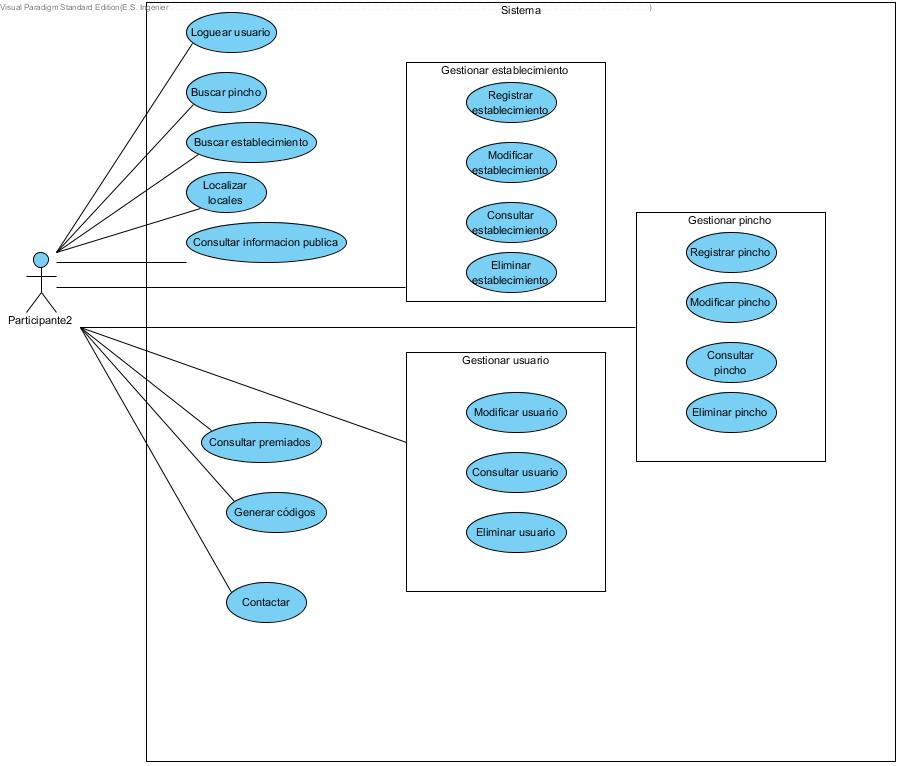 Visual Paradigm Standard Edition(E.S. Ingenier
)
Sistema
Loguear usuario
Buscar pincho
Buscar establecimiento
Localizar
locales
Consultar informacion publica
Participante2
Gestionar establecimiento
Registrar
establecimiento
Modificar
establecimiento
Consultar
establecimiento
Eliminar
establecimiento
Gestionar pincho
Registrar pincho
Modificar pincho
Consultar
pincho
Eliminar pincho
Gestionar usuario
Modificar usuario
Consultar usuario
Eliminar usuario
Consultar premiados
Generar códigos
Contactar